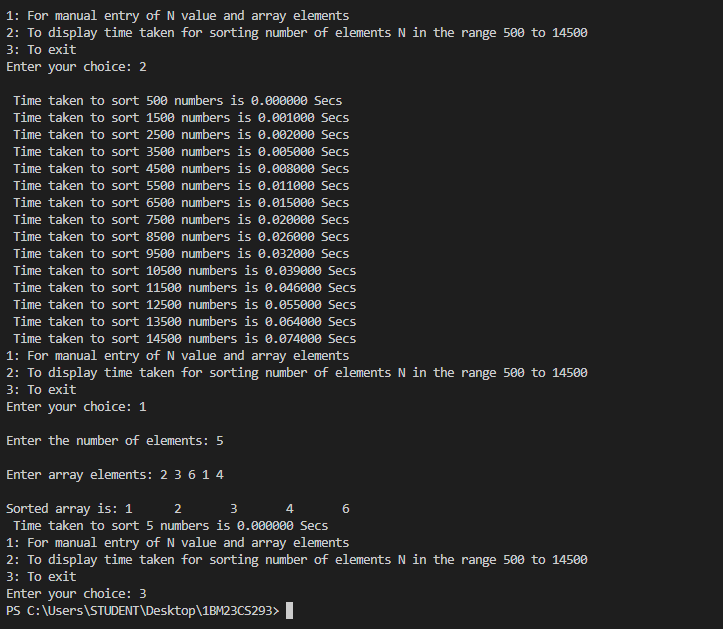 1: For manual entry of N value and array elements
2: To display time taken for sorting number of elements N in the range 500 to 14500
3: To exit
Enter your choice: 2
Time taken to sort 500 numbers is 0.000000 Secs
Time taken to sort 1500 numbers is 0.001000 Secs
Time taken to sort 2500 numbers is 0.002000 Secs
Time taken to sort 3500 numbers is 0.005000 Secs
Time taken to sort 4500 numbers is 0.008000 Secs
Time taken to sort 5500 numbers is 0.011000 Secs
Time taken to sort 6500 numbers is 0.015000 Secs
Time taken to sort 7500 numbers is 0.020000 Secs
Time taken to sort 8500 numbers is 0.026000 Secs
Time taken to sort 9500 numbers is 0.032000 Secs
Time taken to sort 10500 numbers is 0.039000 Secs
Time taken to sort 11500 numbers is 0.046000 Secs
Time taken to sort 12500 numbers is 0.055000 Secs
Time taken to sort 13500 numbers is 0.064000 Secs
Time taken to sort 14500 numbers is 0.074000 Secs
1: For manual entry of N value and array elements
2: To display time taken for sorting number of elements N in the range 500 to 14500
3: To exit
Enter your choice: 1
Enter the number of elements: 5
Enter array elements: 2 3 6 1 4
Sorted array is: 1 2 3 4 6
Time taken to sort 5 numbers is 0.000000 Secs
1: For manual entry of N value and array elements
2: To display time taken for sorting number of elements N in the range 500 to 14500
3: To exit
Enter your choice: 3
PS C:\Users\STUDENT\Desktop\1BM23CS293>